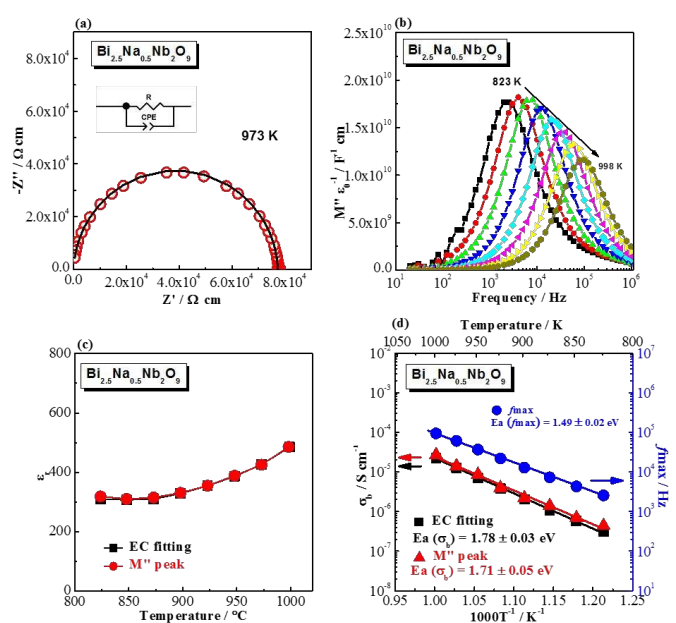 (a)
Bi2.5Na0.5Nb2O9
R
CPE
973 K
8.0x10^4
6.0x10^4
4.0x10^4
2.0x10^4
0.0
-Z'' / Ω cm
0.0 2.0x10^4 4.0x10^4 6.0x10^4 8.0x10^4
Z' / Ω cm
(b)
Bi2.5Na0.5Nb2O9
823 K
998 K
2.5x10^10
2.0x10^10
1.5x10^10
1.0x10^10
5.0x10^9
0.0
M'' ε0^-1 / F^-1 cm
10^1 10^2 10^3 10^4 10^5 10^6
Frequency / Hz
(c)
Bi2.5Na0.5Nb2O9
800
600
450
300
150
0
ε
EC fitting
M'' peak
800 850 900 950 1000
Temperature / °C
(d)
Temperature / K
1050 1000 950 900 850 800
Bi2.5Na0.5Nb2O9
fmax
Ea (fmax) = 1.49 ± 0.02 eV
10^-2
10^-3
10^-4
10^-5
10^-6
10^-7
10^-8
σb / S cm^-1
10^7
10^6
10^5
10^4
10^3
10^2
10^1
fmax / Hz
EC fitting
Ea (σb) = 1.78 ± 0.03 eV
M'' peak
Ea (σb) = 1.71 ± 0.05 eV
0.95 1.00 1.05 1.10 1.15 1.20 1.25
1000T^-1 / K^-1